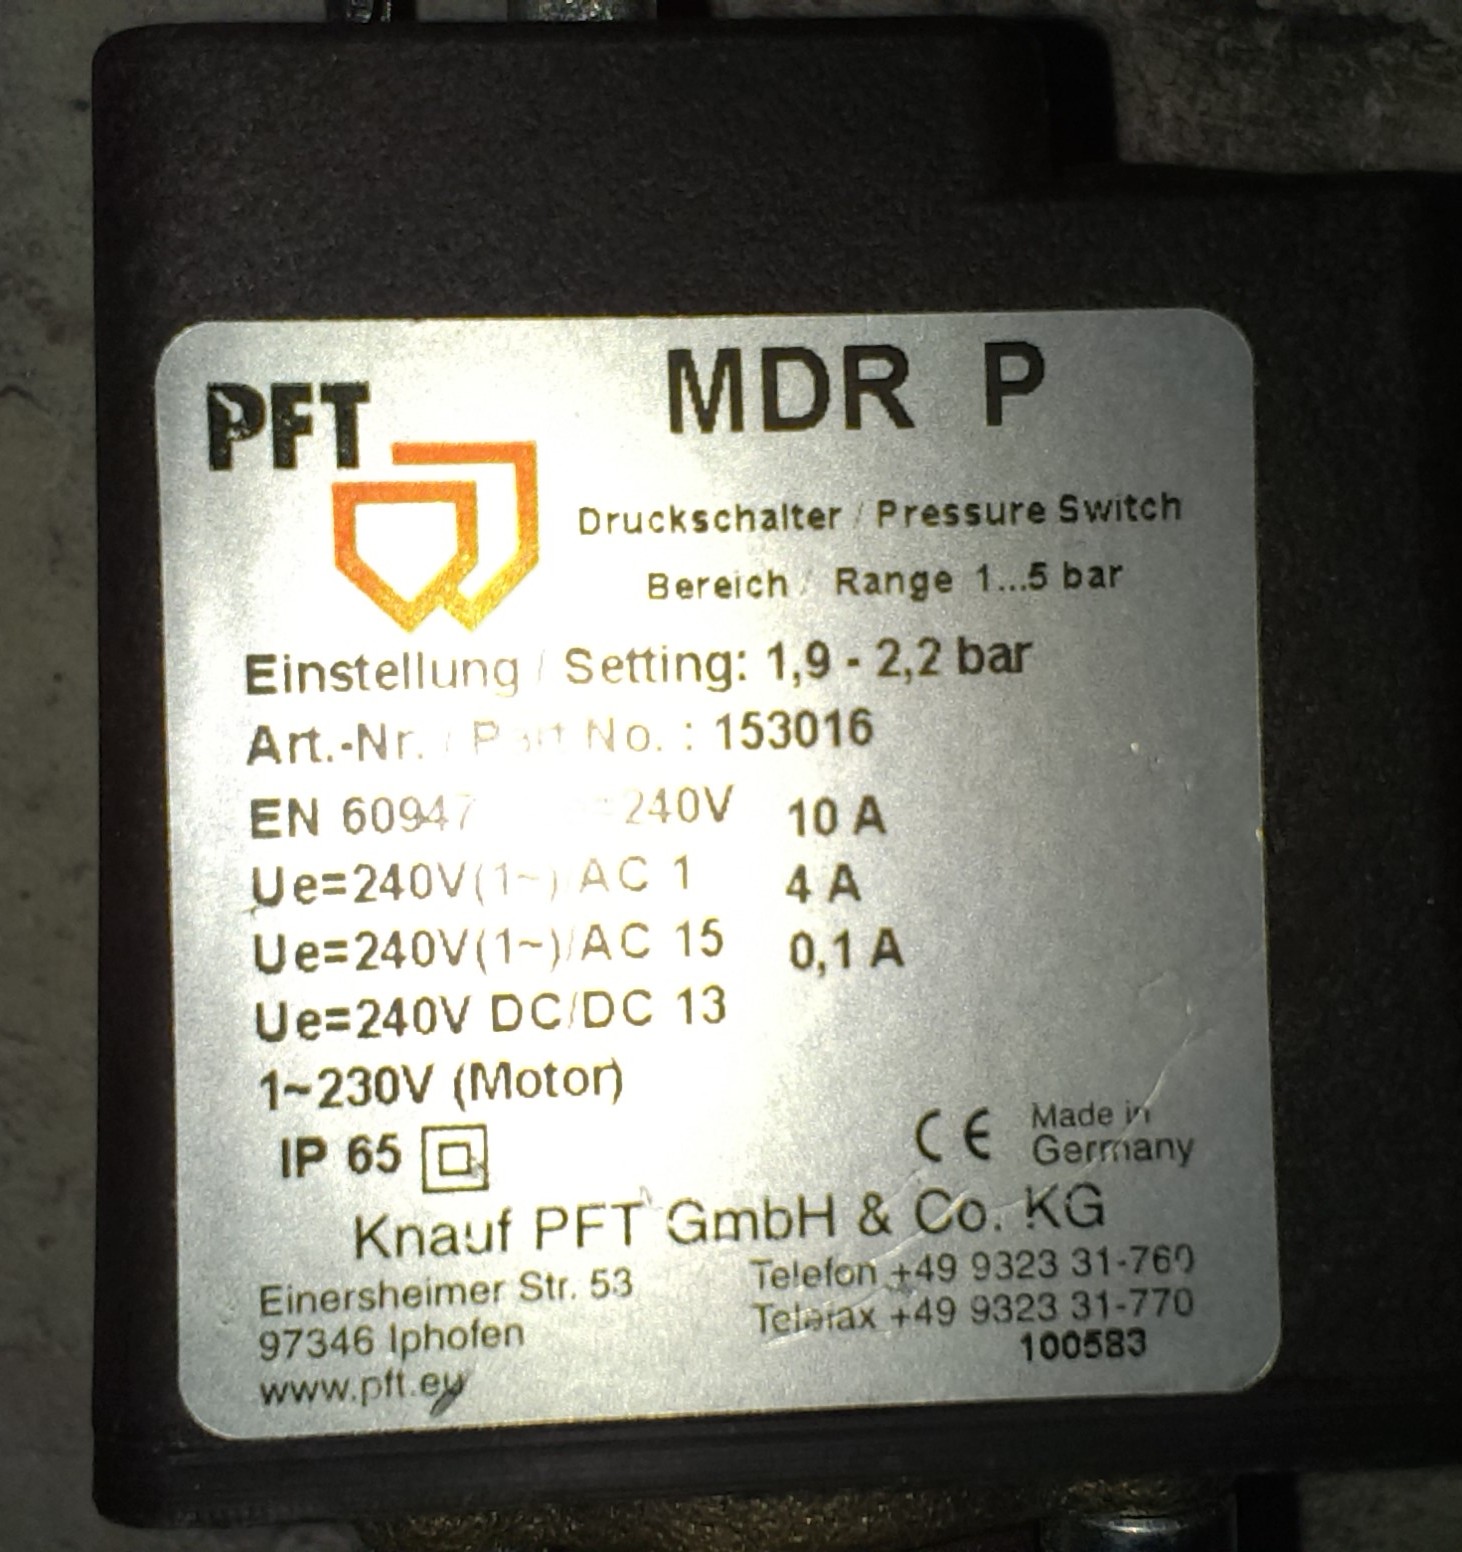 PFT
MDR P
Druckschalter / Pressure Switch
Bereich / Range 1...5 bar
Einstellung / Setting: 1,9 - 2,2 bar
Art.-Nr. / Part No. : 153016
EN 60947 =240V 10 A
Ue=240V(1~)/AC 1 4 A
Ue=240V(1~)/AC 15 0,1 A
Ue=240V DC/DC 13
1~230V (Motor)
IP 65
CE Made in
Germany
Knauf PFT GmbH & Co. KG
Einersheimer Str. 53
97346 Iphofen
www.pft.eu
Telefon +49 9323 31-760
Telefax +49 9323 31-770
100583